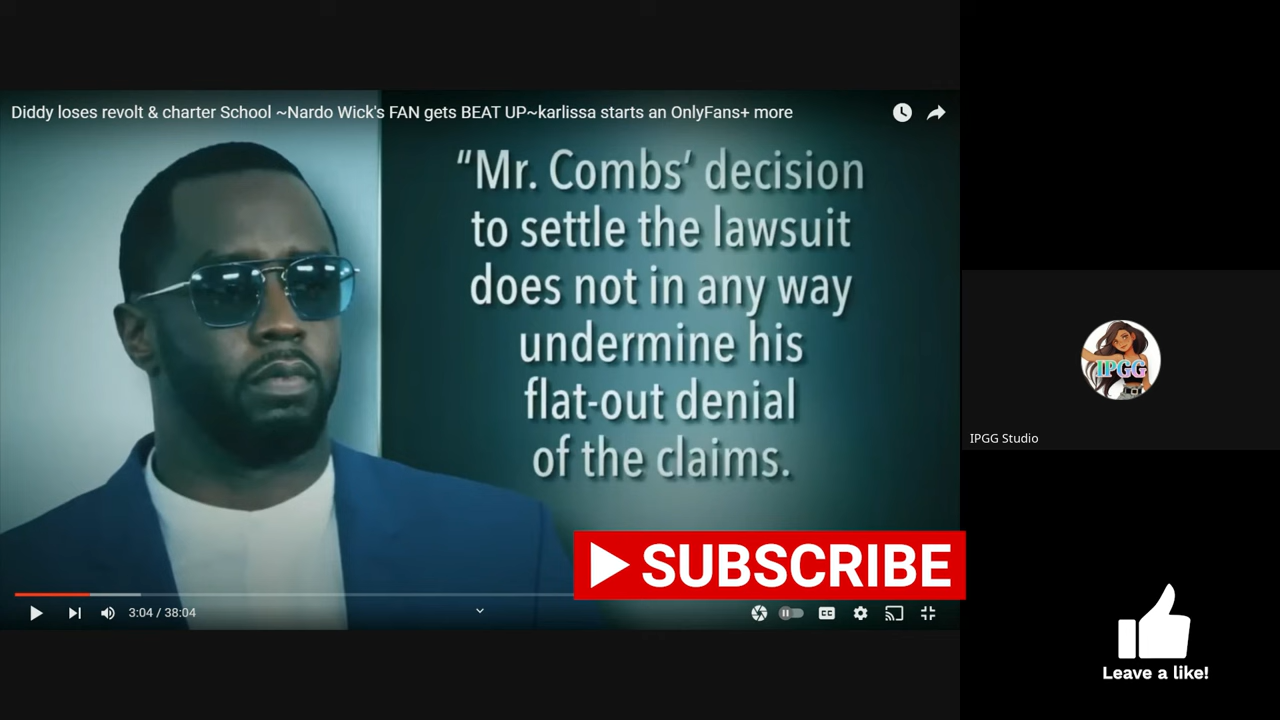 Diddy loses revolt & charter School ~Nardo Wick's FAN gets BEAT UP~karlissa starts an OnlyFans+ more
“Mr. Combs’ decision
to settle the lawsuit
does not in any way
undermine his
flat-out denial
of the claims.
SUBSCRIBE
3:04 / 38:04
CC
IPGG
IPGG Studio
Leave a like!